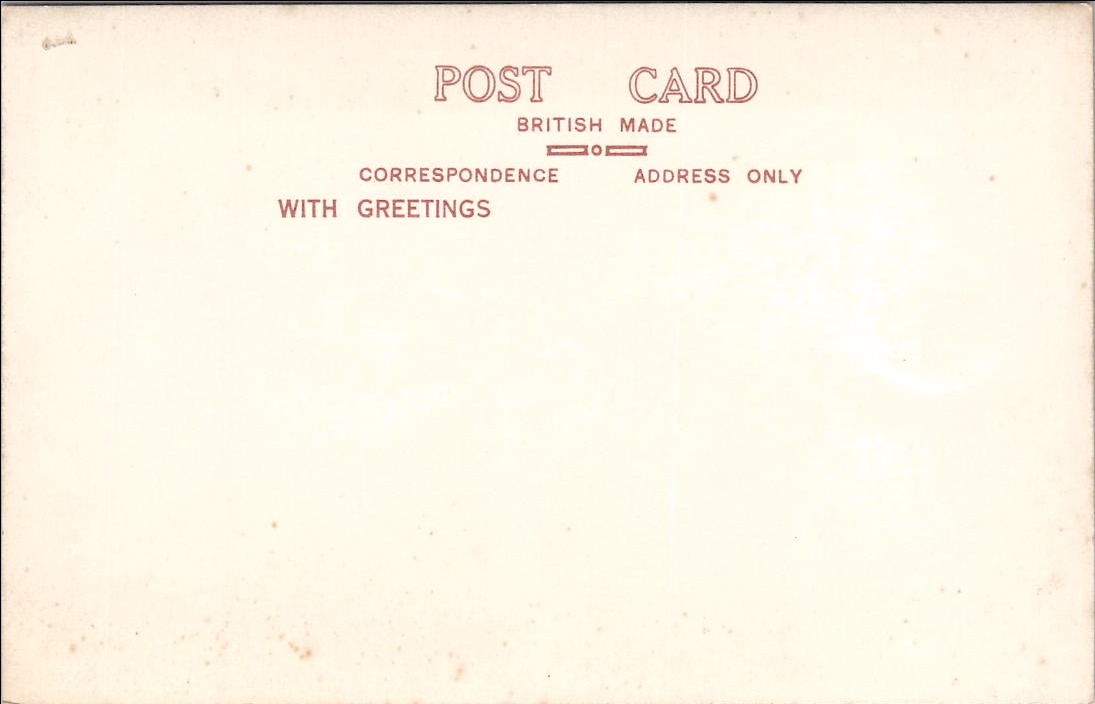 POST CARD
BRITISH MADE
CORRESPONDENCE ADDRESS ONLY
WITH GREETINGS